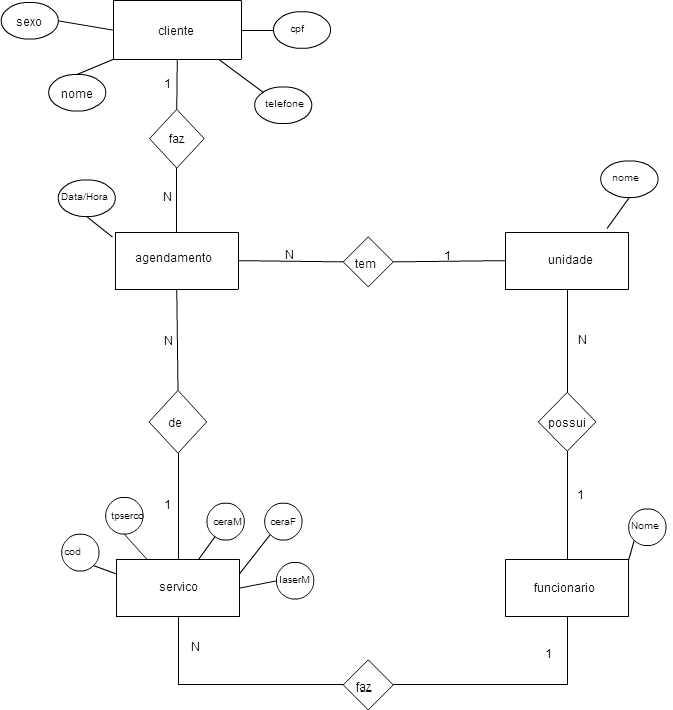 sexo
cliente
cpf
nome
telefone
1
faz
N
Data/Hora
nome
agendamento
N
tem
1
unidade
N
N
de
possui
1
1
tpserco
ceraM
ceraF
Nome
cod
laserM
servico
funcionario
N
1
faz